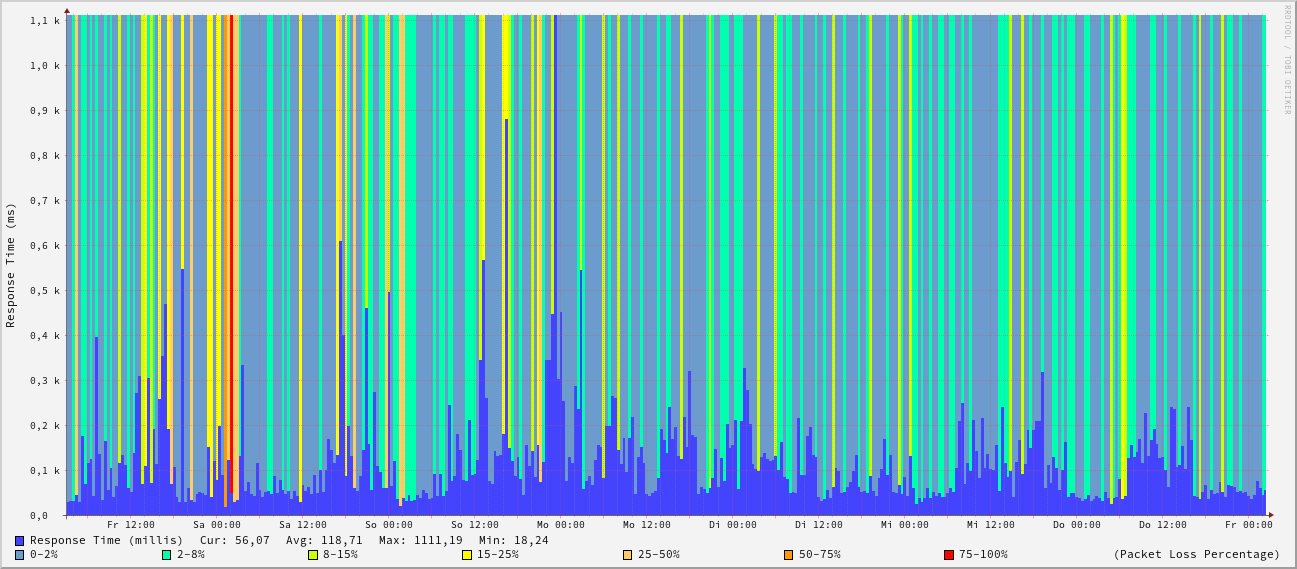 1,1 k
1,0 k
0,9 k
0,8 k
0,7 k
0,6 k
0,5 k
0,4 k
0,3 k
0,2 k
0,1 k
0,0
Response Time (ms)
RRDTOOL / TOBI OETIKER
Fr 12:00 Sa 00:00 Sa 12:00 So 00:00 So 12:00 Mo 00:00 Mo 12:00 Di 00:00 Di 12:00 Mi 00:00 Mi 12:00 Do 00:00 Do 12:00 Fr 00:00
Response Time (millis) Cur: 56,07 Avg: 118,71 Max: 1111,19 Min: 18,24
0-2% 2-8% 8-15% 15-25% 25-50% 50-75% 75-100% (Packet Loss Percentage)